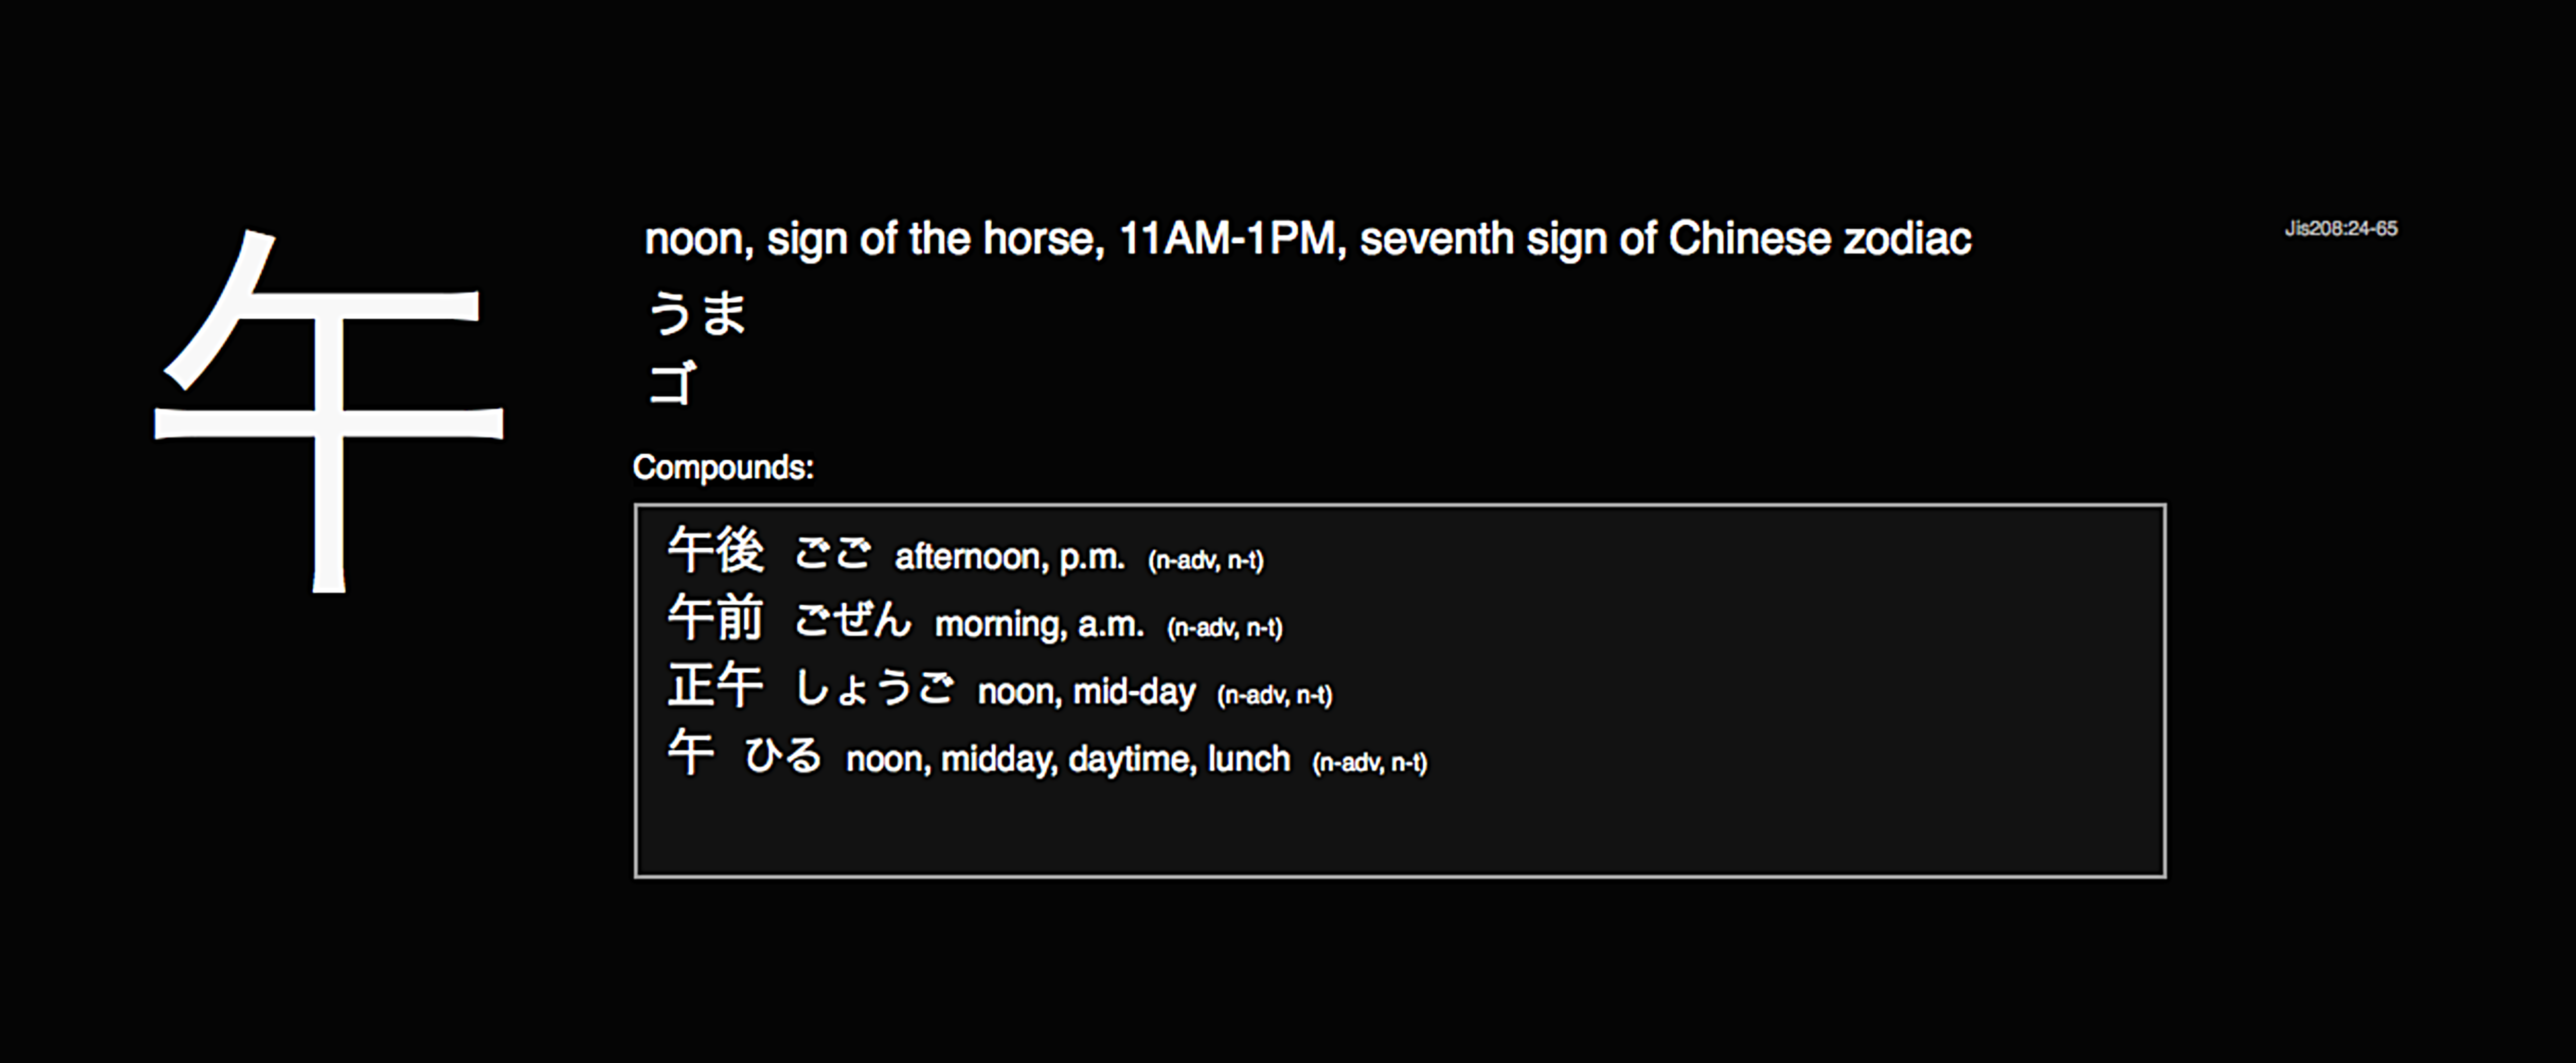 午
noon, sign of the horse, 11AM-1PM, seventh sign of Chinese zodiac
Jis208:24-65
うま
ゴ
Compounds:
午後 ごご afternoon, p.m. (n-adv, n-t)
午前 ごぜん morning, a.m. (n-adv, n-t)
正午 しょうご noon, mid-day (n-adv, n-t)
午 ひる noon, midday, daytime, lunch (n-adv, n-t)